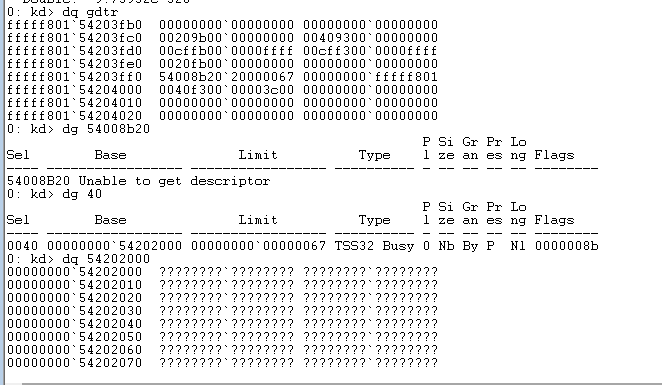 0: kd> dq gdtr
fffff801`54203fb0  00000000`00000000 00000000`00000000
fffff801`54203fc0  00209b00`00000000 00409300`00000000
fffff801`54203fd0  00cffb00`0000ffff 00cff300`0000ffff
fffff801`54203fe0  0020fb00`00000000 00000000`00000000
fffff801`54203ff0  54008b20`20000067 00000000`fffff801
fffff801`54204000  0040f300`00003c00 00000000`00000000
fffff801`54204010  00000000`00000000 00000000`00000000
fffff801`54204020  00000000`00000000 00000000`00000000
0: kd> dg 54008b20
P Si Gr Pr Lo
Sel Base Limit Type l ze an es ng Flags
---- ----------------- ----------------- ---------- - -- -- -- -- --------
54008B20 Unable to get descriptor
0: kd> dg 40
P Si Gr Pr Lo
Sel Base Limit Type l ze an es ng Flags
---- ----------------- ----------------- ---------- - -- -- -- -- --------
0040 00000000`54202000 00000000`00000067 TSS32 Busy 0 Nb By P  Nl 0000008b
0: kd> dq 54202000
00000000`54202000  ????????`???????? ????????`????????
00000000`54202010  ????????`???????? ????????`????????
00000000`54202020  ????????`???????? ????????`????????
00000000`54202030  ????????`???????? ????????`????????
00000000`54202040  ????????`???????? ????????`????????
00000000`54202050  ????????`???????? ????????`????????
00000000`54202060  ????????`???????? ????????`????????
00000000`54202070  ????????`???????? ????????`????????